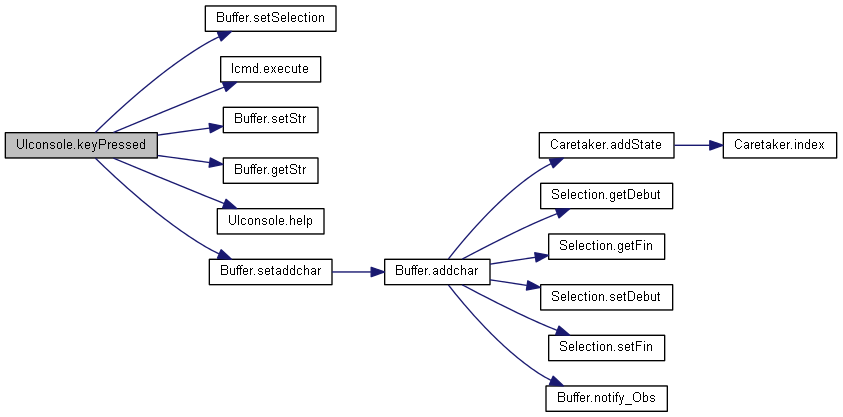 Buffer.setSelection
Icmd.execute
Buffer.setStr
UIconsole.keyPressed
Caretaker.addState
Caretaker.index
Buffer.getStr
Selection.getDebut
UIconsole.help
Selection.getFin
Buffer.setaddchar
Buffer.addchar
Selection.setDebut
Selection.setFin
Buffer.notify_Obs